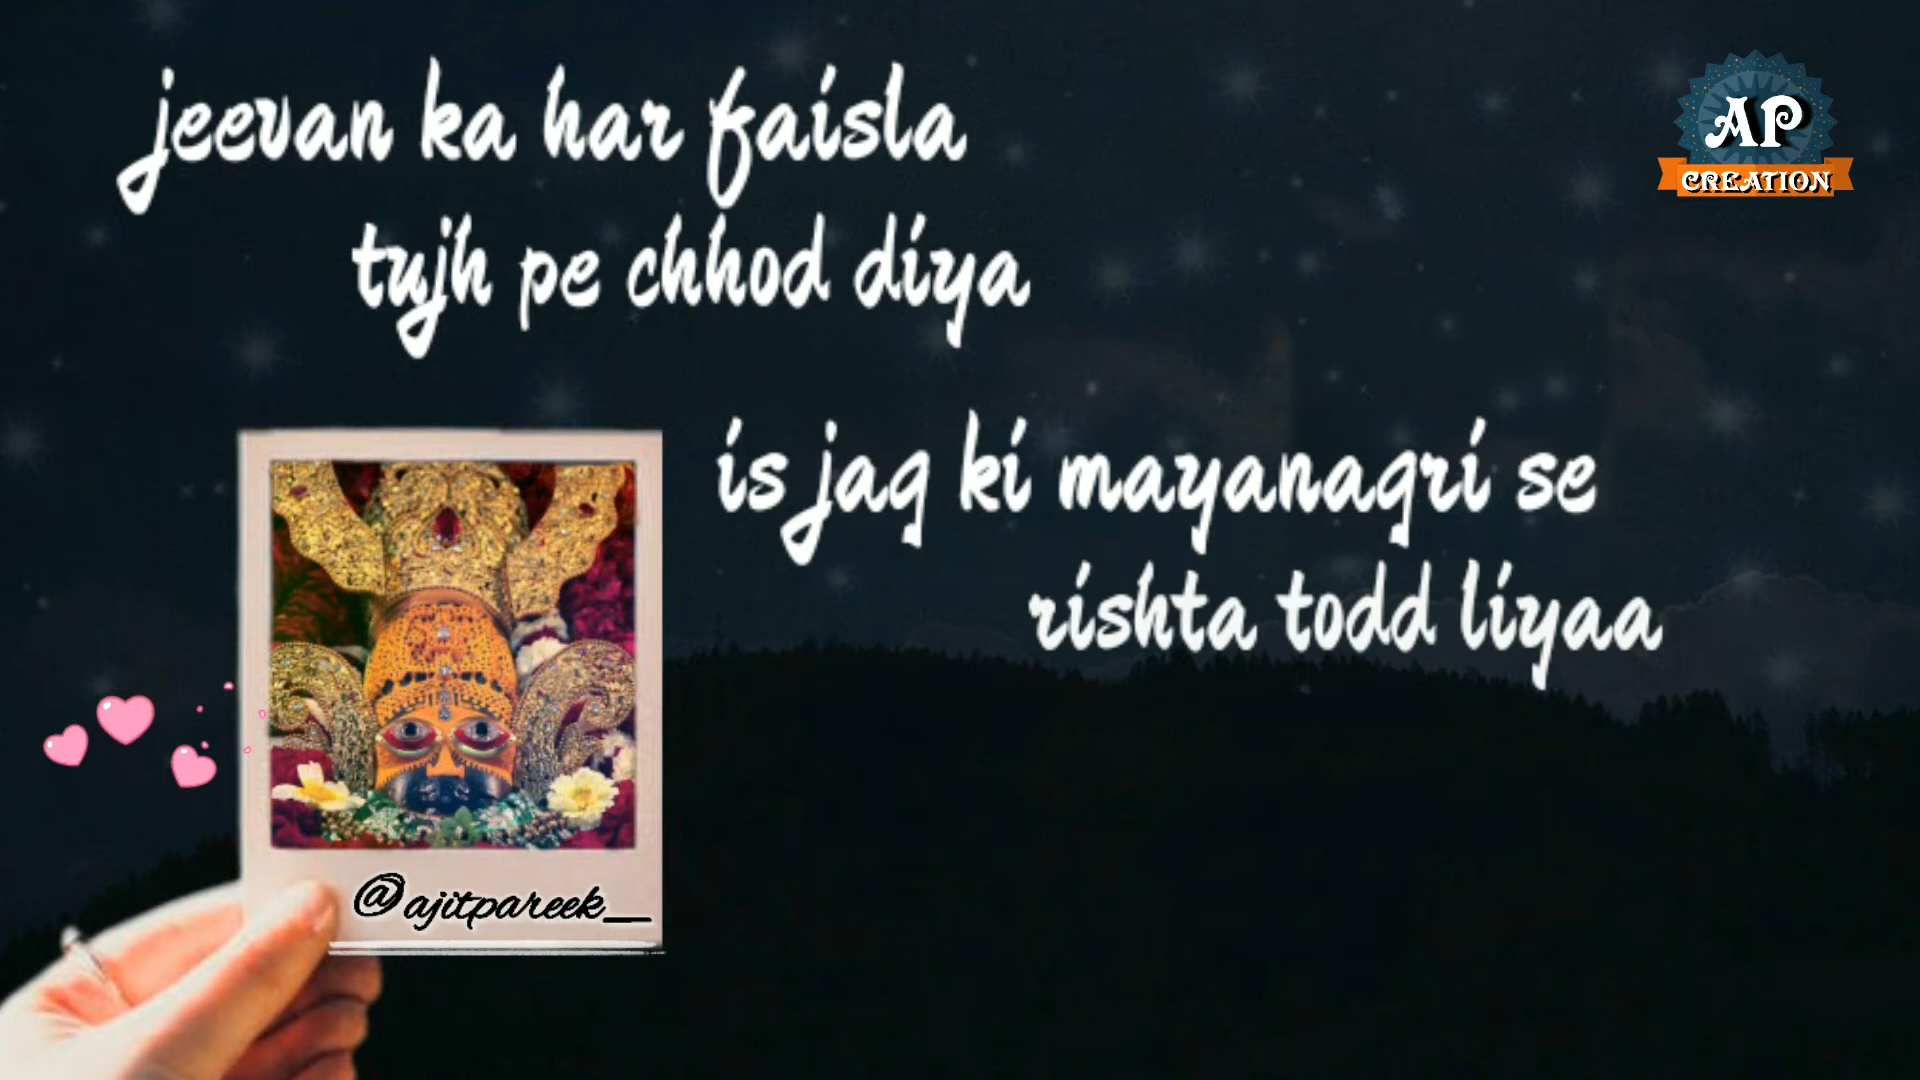 jeevan ka har faisla
tujh pe chhod diya
is jag ki mayanagri se
rishta todd liyaa
AP
CREATION
@ajitpareek__